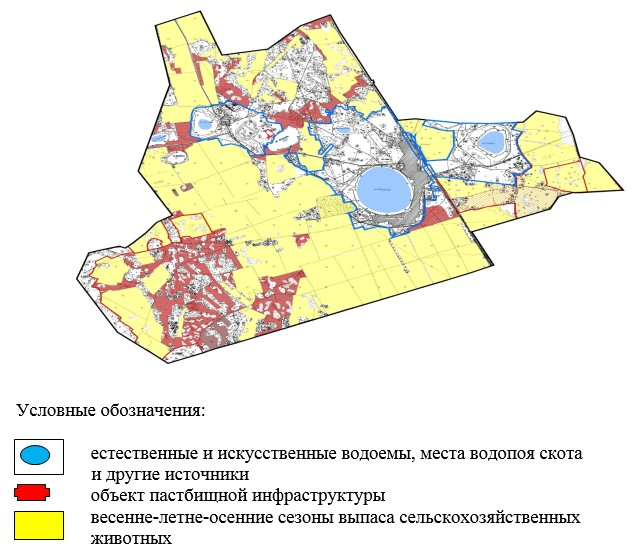 Условные обозначения:
естественные и искусственные водоемы, места водопоя скота
и другие источники
объект пастбищной инфраструктуры
весенне-летне-осенние сезоны выпаса сельскохозяйственных
животных